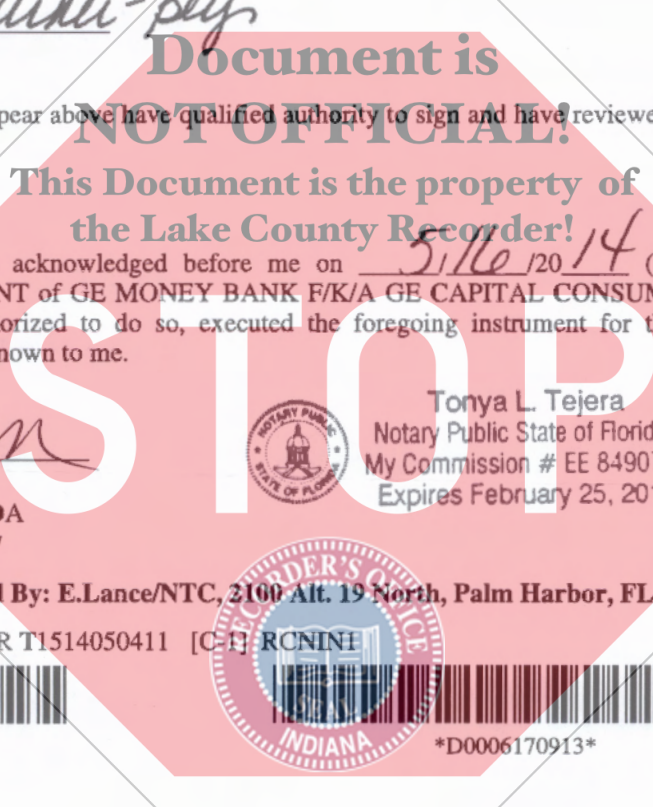 Document is
NOT OFFICIAL!
pear above have qualified authority to sign and have reviewe
This Document is the property of
the Lake County Recorder!
acknowledged before me on 5/16/2014 (
NT of GE MONEY BANK F/K/A GE CAPITAL CONSUM
orized to do so, executed the foregoing instrument for t
nown to me.
STOP
NOTARY PUBLIC
STATE OF FLORIDA
Tonya L. Tejera
Notary Public State of Florid
My Commission # EE 8490
Expires February 25, 201
DA
l By: E.Lance/NTC, 2100 Alt. 19 North, Palm Harbor, FL
R T1514050411 [C-1] RCNIN1
RECORDER'S OFFICE
SEAL
INDIANA
*D0006170913*